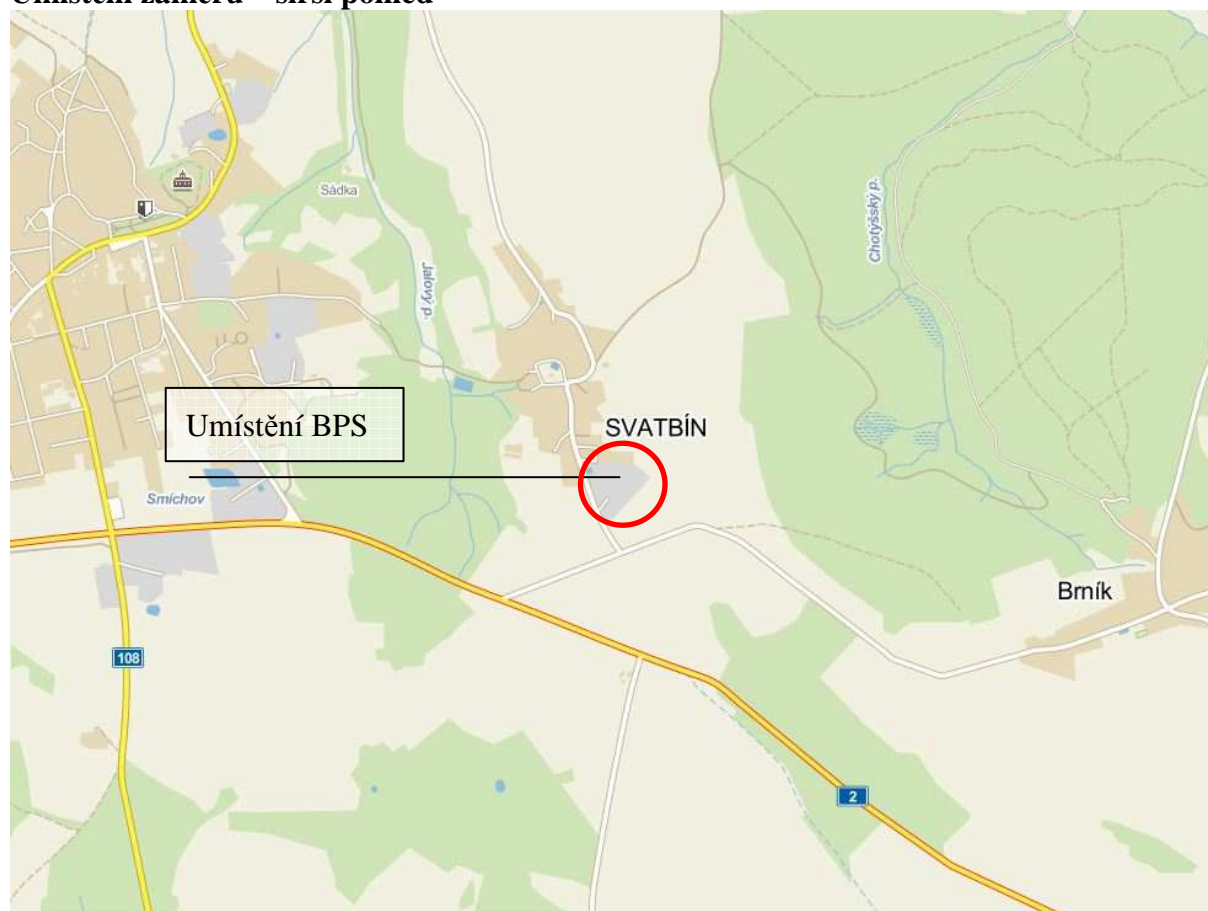 Umístění záměru – širší pohled
Sádka
Jalový p.
Chotýšský p.
Umístění BPS
SVATBÍN
Smíchov
Brník
108
2